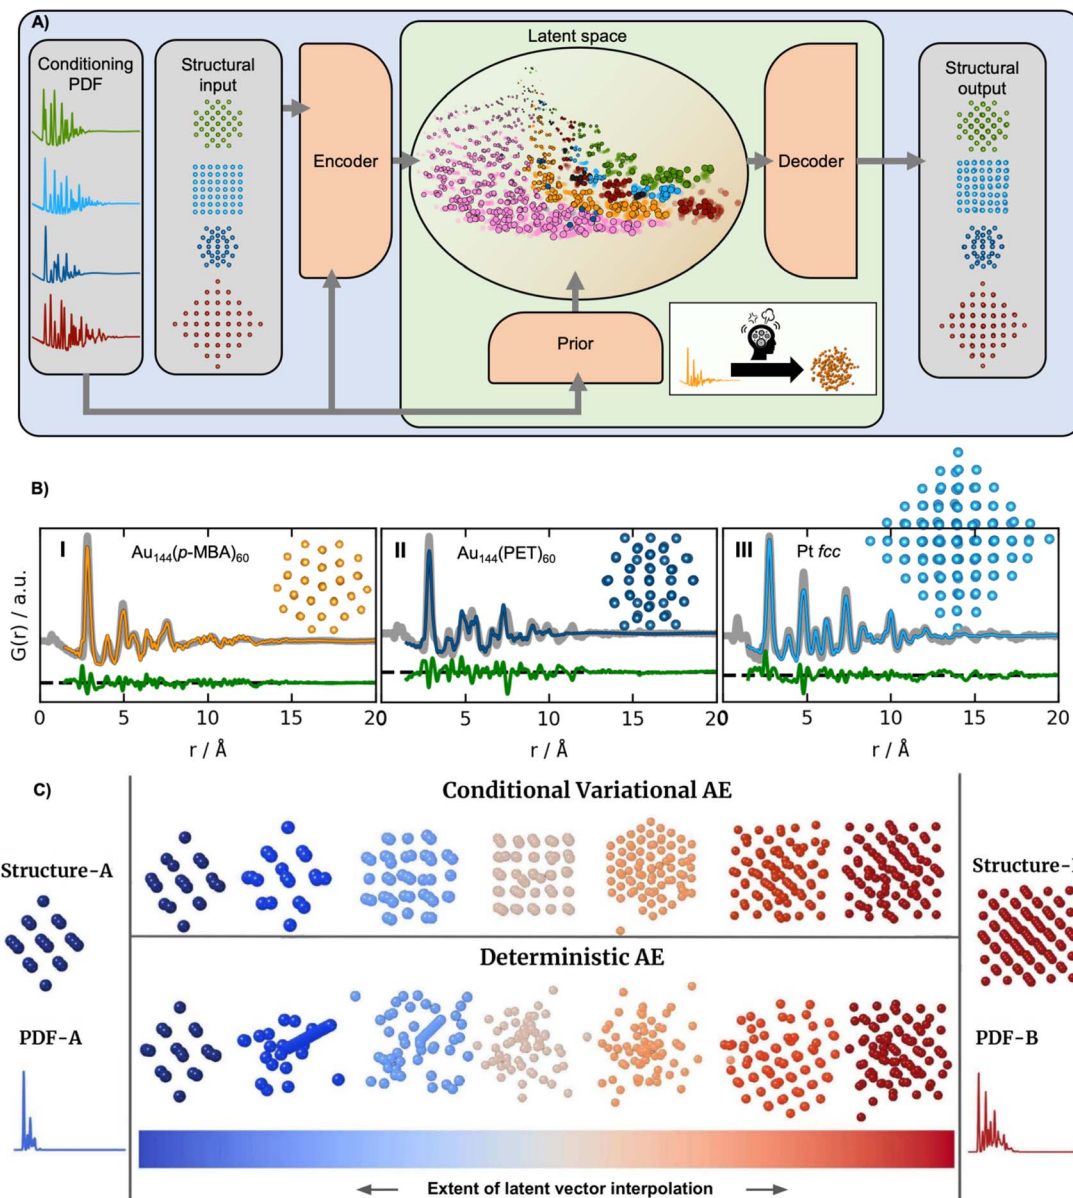 A)
Conditioning
PDF
Structural
input
Encoder
Latent space
Decoder
Structural
output
Prior
B)
G(r) / a.u.
I
Au₁₄₄(p-MBA)₆₀
0
5
10
15
20
r / Å
II
Au₁₄₄(PET)₆₀
0
5
10
15
20
r / Å
III
Pt fcc
0
5
10
15
20
r / Å
C)
Conditional Variational AE
Structure-A
Structure-
Deterministic AE
PDF-A
PDF-B
Extent of latent vector interpolation